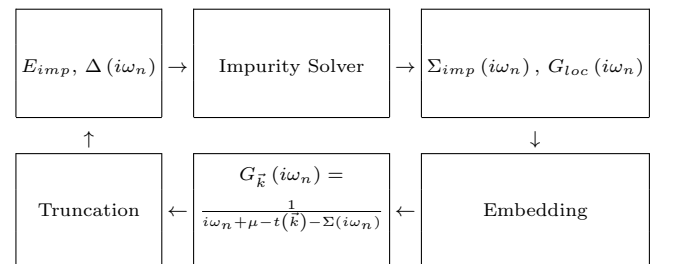 E_{imp}, Δ(iω_n) → Impurity Solver → Σ_{imp}(iω_n), G_{loc}(iω_n)
↑ ↓
Truncation ← G_{\vec{k}}(iω_n) = \frac{1}{iω_n+μ−t(\vec{k})−Σ(iω_n)} ← Embedding